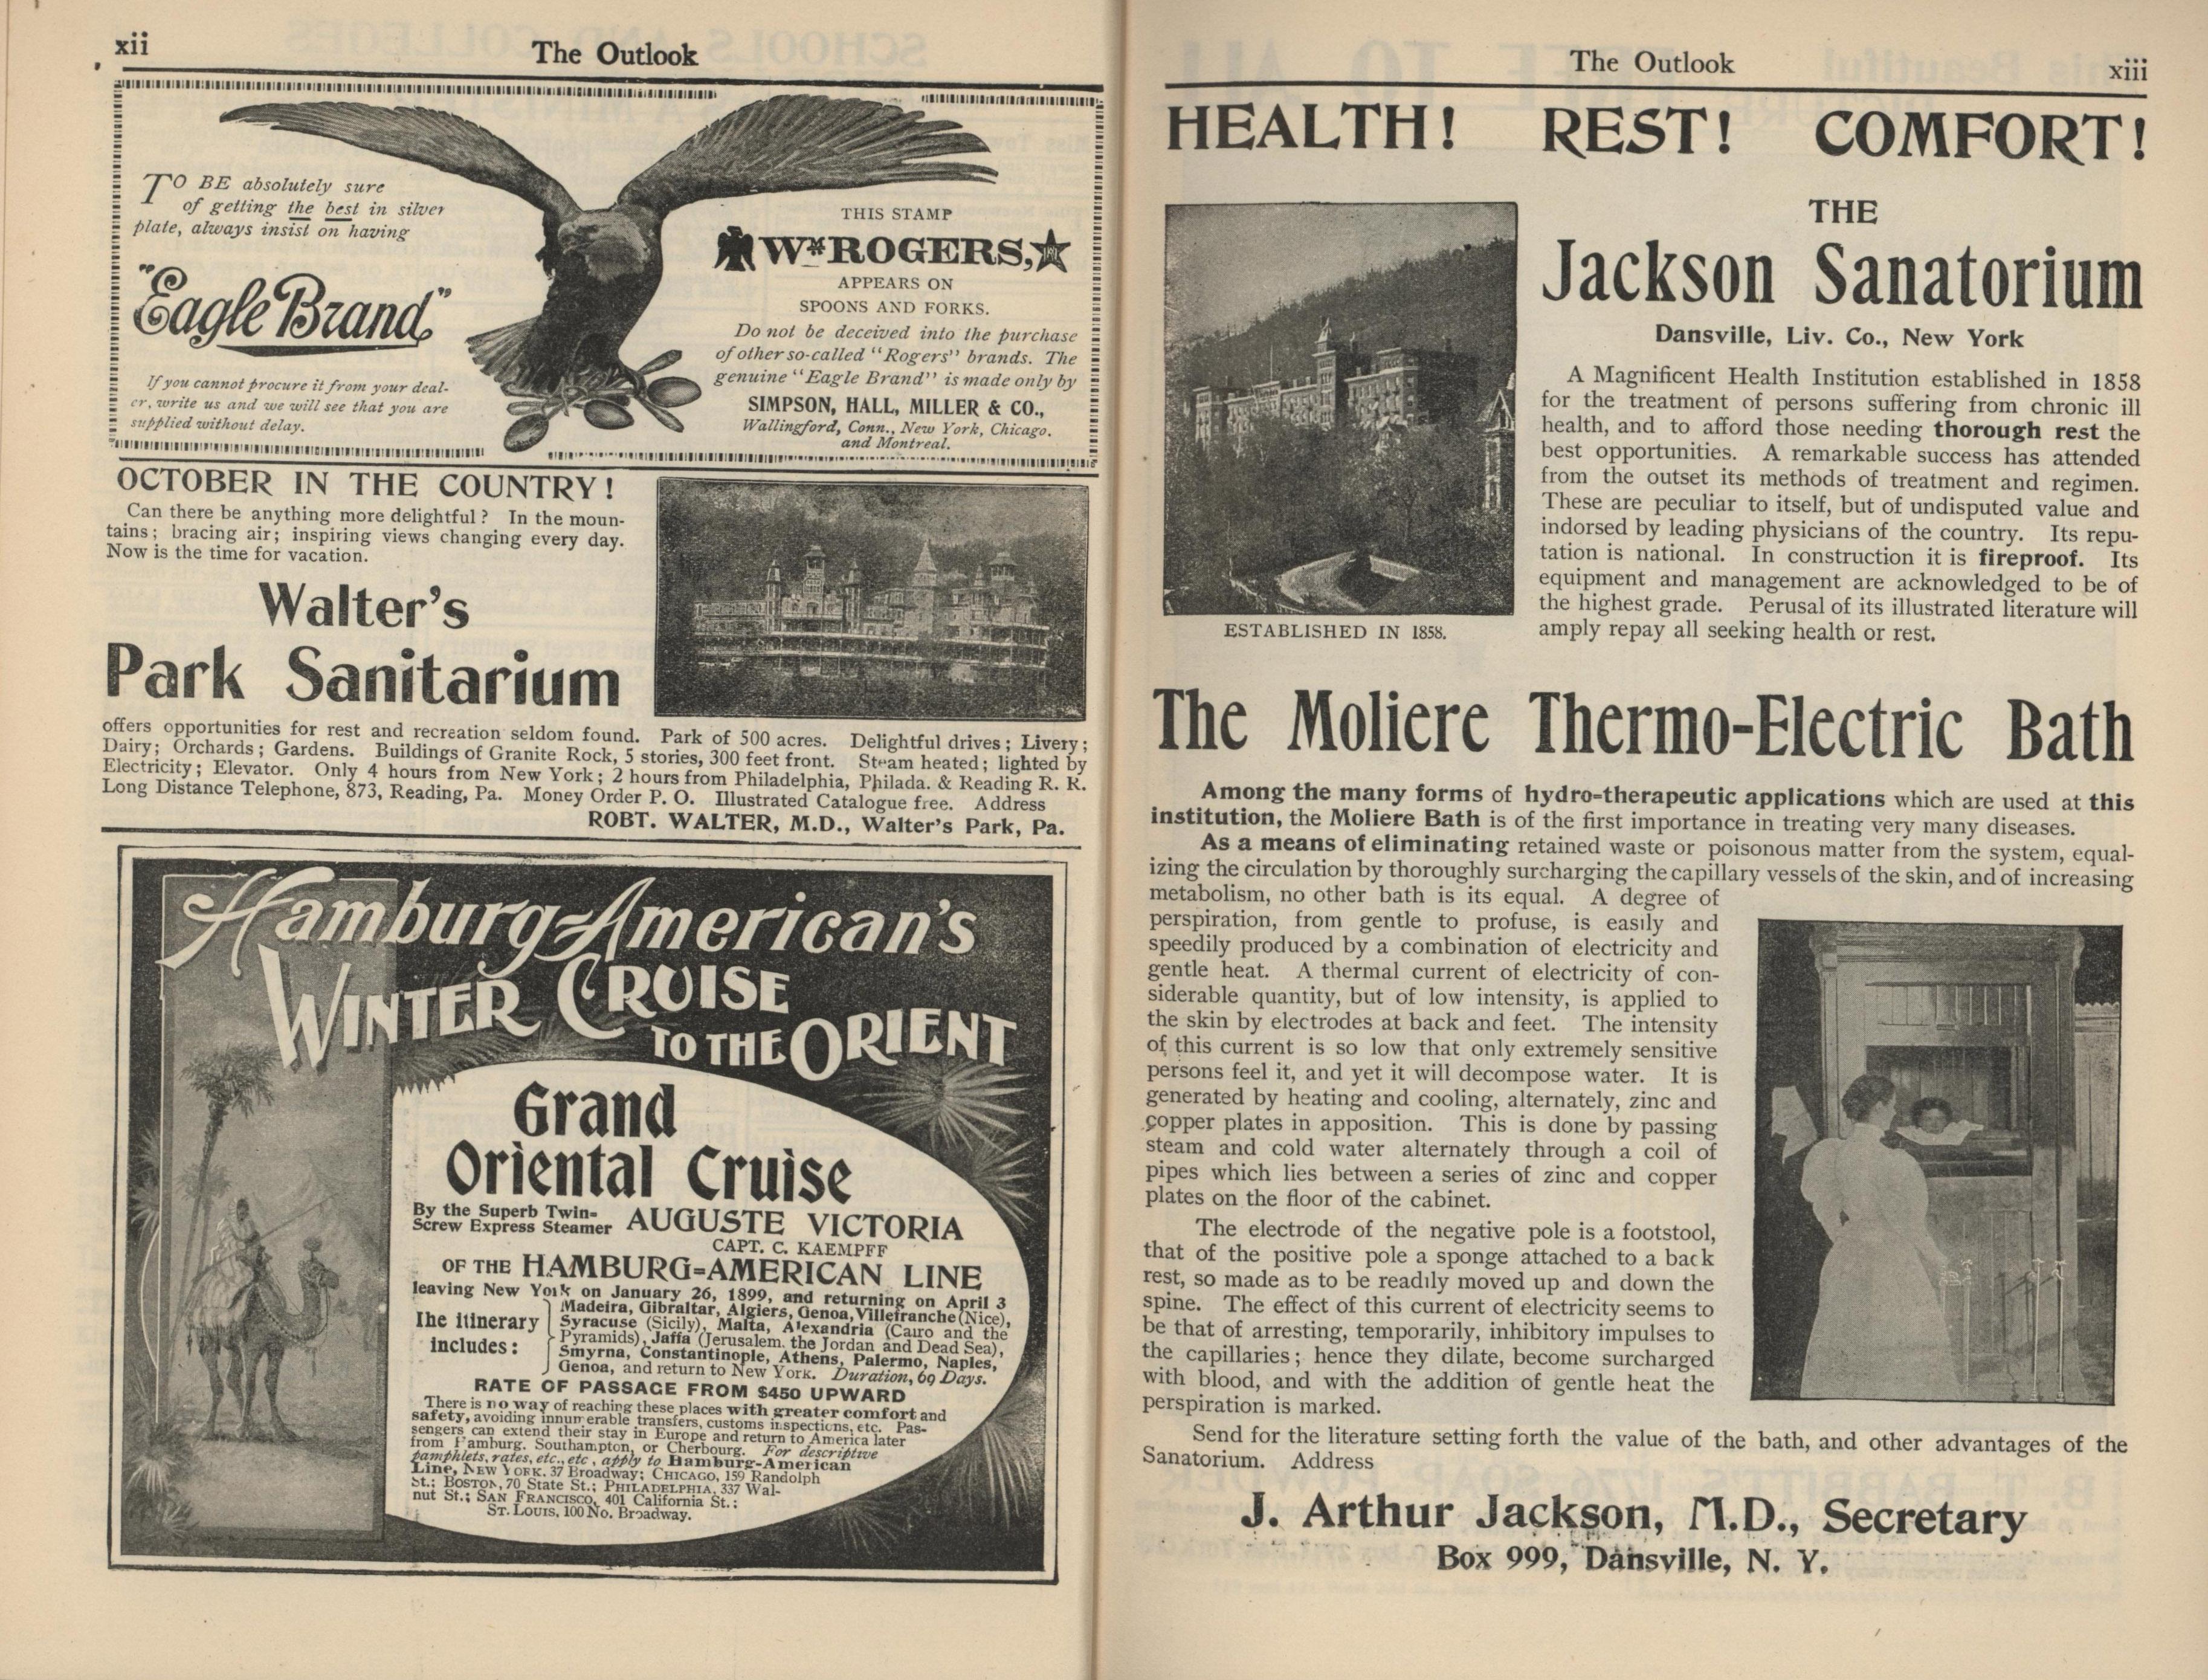 xii
The Outlook
TO BE absolutely sure
of getting the best in silver
plate, always insist on having
"Eagle Brand"
If you cannot procure it from your deal-
er, write us and we will see that you are
supplied without delay.
THIS STAMP
Wm ROGERS,
APPEARS ON
SPOONS AND FORKS.
Do not be deceived into the purchase
of other so-called "Rogers" brands. The
genuine "Eagle Brand" is made only by
SIMPSON, HALL, MILLER & CO.,
Wallingford, Conn., New York, Chicago.
and Montreal.
OCTOBER IN THE COUNTRY!
Can there be anything more delightful? In the moun-
tains; bracing air; inspiring views changing every day.
Now is the time for vacation.
Walter's
Park Sanitarium
offers opportunities for rest and recreation seldom found. Park of 500 acres. Delightful drives; Livery;
Dairy; Orchards; Gardens. Buildings of Granite Rock, 5 stories, 300 feet front. Steam heated; lighted by
Electricity; Elevator. Only 4 hours from New York; 2 hours from Philadelphia, Philada. & Reading R. R.
Long Distance Telephone, 873, Reading, Pa. Money Order P. O. Illustrated Catalogue free. Address
ROBT. WALTER, M.D., Walter's Park, Pa.
Hamburg-American's
WINTER CRUISE
TO THE ORIENT
Grand
Oriental Cruise
By the Superb Twin-
Screw Express Steamer AUGUSTE VICTORIA
CAPT. C. KAEMPFF
OF THE HAMBURG-AMERICAN LINE
leaving New York on January 26, 1899, and returning on April 3
The itinerary includes:
Madeira, Gibraltar, Algiers, Genoa, Villefranche (Nice),
Syracuse (Sicily), Malta, Alexandria (Cairo and the
Pyramids), Jaffa (Jerusalem, the Jordan and Dead Sea),
Smyrna, Constantinople, Athens, Palermo, Naples,
Genoa, and return to New York. Duration, 69 Days.
RATE OF PASSAGE FROM $450 UPWARD
There is no way of reaching these places with greater comfort and
safety, avoiding innumerable transfers, customs inspections, etc. Pas-
sengers can extend their stay in Europe and return to America later
from Hamburg, Southampton, or Cherbourg. For descriptive
pamphlets, rates, etc., etc., apply to Hamburg-American
Line, NEW YORK, 37 Broadway; CHICAGO, 159 Randolph
St.; BOSTON, 70 State St.; PHILADELPHIA, 337 Wal-
nut St.; SAN FRANCISCO, 401 California St.;
ST. LOUIS, 100 No. Broadway.
The Outlook
xiii
HEALTH! REST! COMFORT!
THE
Jackson Sanatorium
Dansville, Liv. Co., New York
A Magnificent Health Institution established in 1858
for the treatment of persons suffering from chronic ill
health, and to afford those needing thorough rest the
best opportunities. A remarkable success has attended
from the outset its methods of treatment and regimen.
These are peculiar to itself, but of undisputed value and
indorsed by leading physicians of the country. Its repu-
tation is national. In construction it is fireproof. Its
equipment and management are acknowledged to be of
the highest grade. Perusal of its illustrated literature will
amply repay all seeking health or rest.
ESTABLISHED IN 1858.
The Moliere Thermo-Electric Bath
Among the many forms of hydro-therapeutic applications which are used at this
institution, the Moliere Bath is of the first importance in treating very many diseases.
As a means of eliminating retained waste or poisonous matter from the system, equal-
izing the circulation by thoroughly surcharging the capillary vessels of the skin, and of increasing
metabolism, no other bath is its equal. A degree of
perspiration, from gentle to profuse, is easily and
speedily produced by a combination of electricity and
gentle heat. A thermal current of electricity of con-
siderable quantity, but of low intensity, is applied to
the skin by electrodes at back and feet. The intensity
of this current is so low that only extremely sensitive
persons feel it, and yet it will decompose water. It is
generated by heating and cooling, alternately, zinc and
copper plates in apposition. This is done by passing
steam and cold water alternately through a coil of
pipes which lies between a series of zinc and copper
plates on the floor of the cabinet.
The electrode of the negative pole is a footstool,
that of the positive pole a sponge attached to a back
rest, so made as to be readily moved up and down the
spine. The effect of this current of electricity seems to
be that of arresting, temporarily, inhibitory impulses to
the capillaries; hence they dilate, become surcharged
with blood, and with the addition of gentle heat the
perspiration is marked.
Send for the literature setting forth the value of the bath, and other advantages of the
Sanatorium. Address
J. Arthur Jackson, M.D., Secretary
Box 999, Dansville, N. Y.